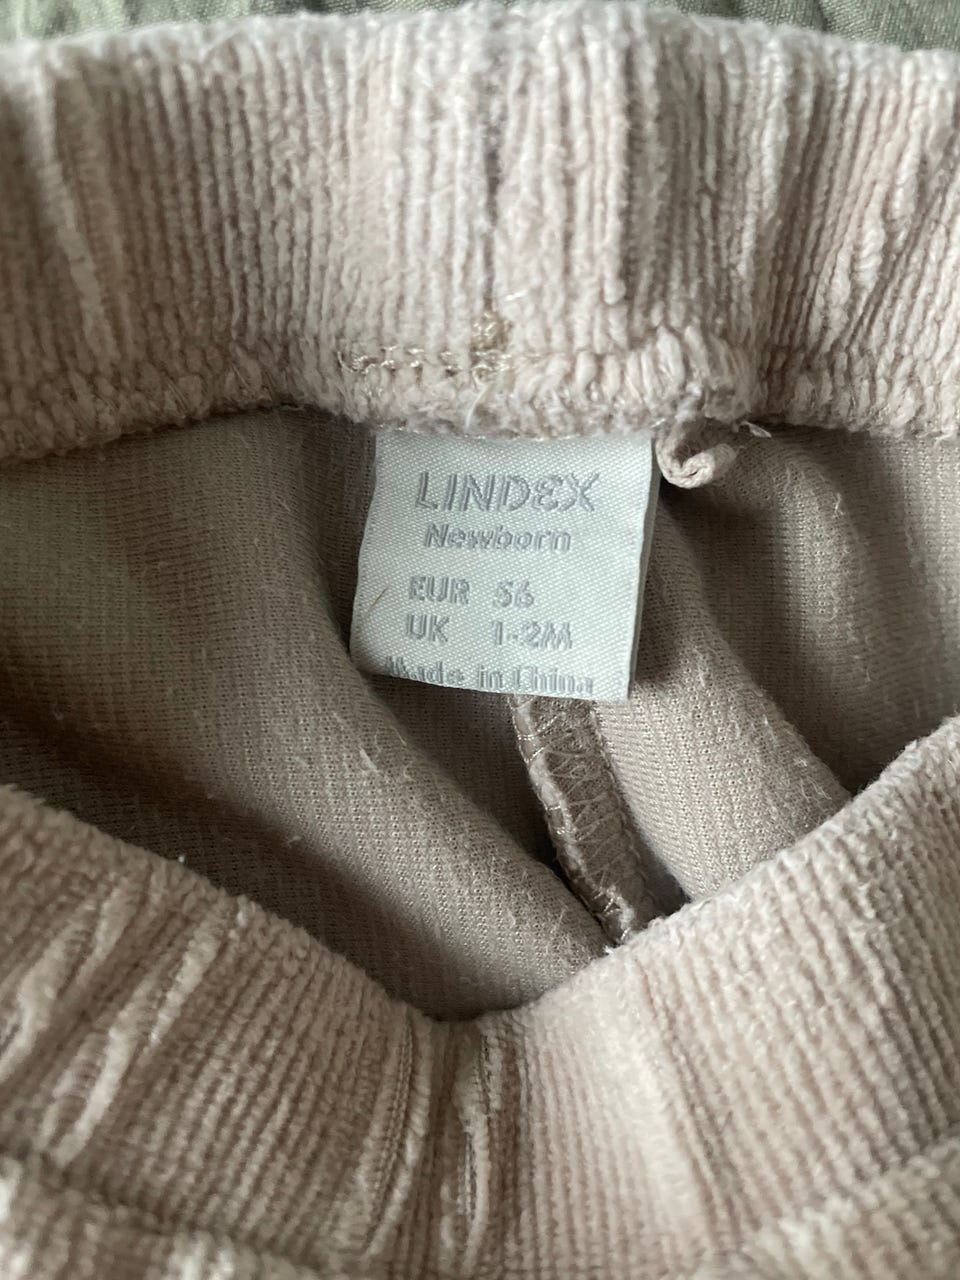 LINDEX
Newborn
EUR 56
UK 1-2M
Made in China